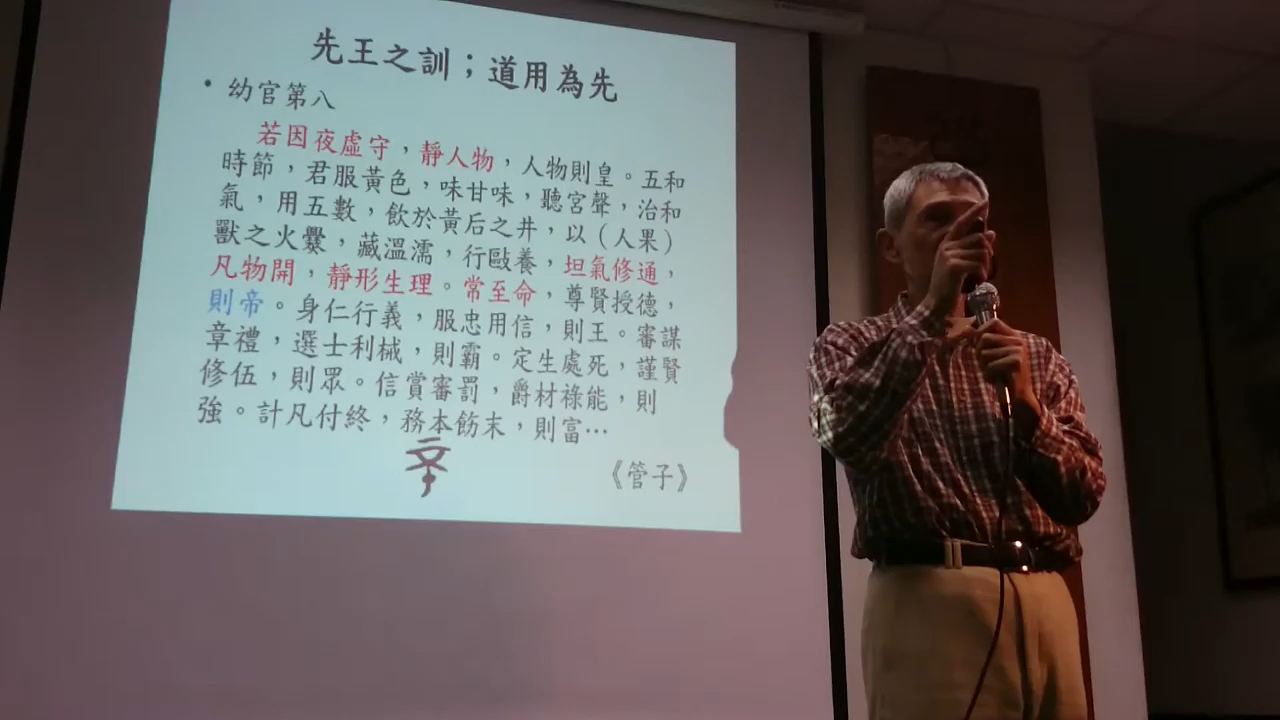 先王之訓；道用為先
• 幼官第八
若因夜虛守，靜人物，人物則皇。五和
時節，君服黃色，味甘味，聽宮聲，治和
氣，用五數，飲於黃后之井，以（人果）
獸之火爨，藏溫濡，行敺養，坦氣修通，
凡物開，靜形生理。常至命，尊賢授德，
則帝。身仁行義，服忠用信，則王。審謀
章禮，選士利械，則霸。定生處死，謹賢
修伍，則眾。信賞審罰，爵材祿能，則
強。計凡付終，務本飭末，則富…
《管子》